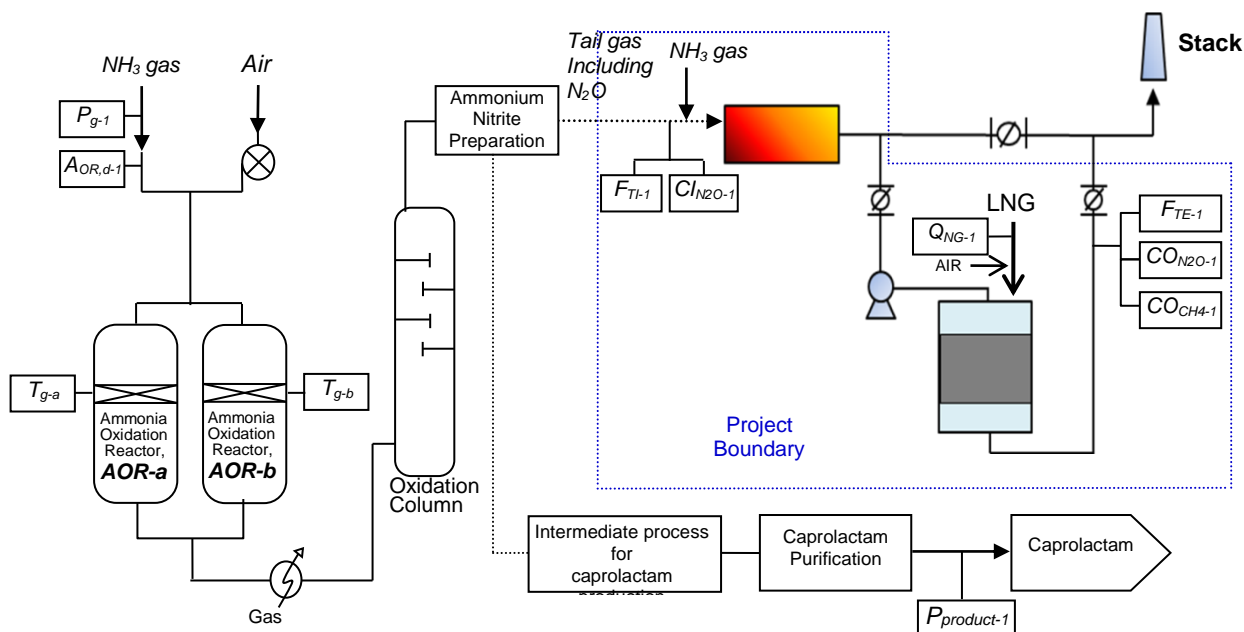 NH3 gas
Air
Pg-1
AOR,d-1
Tg-a
Tg-b
Ammonia
Oxidation
Reactor,
AOR-a
Ammonia
Oxidation
Reactor,
AOR-b
Gas
Oxidation
Column
Ammonium
Nitrite
Preparation
Tail gas
Including
N2O
NH3 gas
FTI-1
CIN2O-1
Stack
LNG
QNG-1
AIR
FTE-1
CON2O-1
COCH4-1
Project
Boundary
Intermediate process
for
caprolactam
production
Caprolactam
Purification
Caprolactam
Pproduct-1